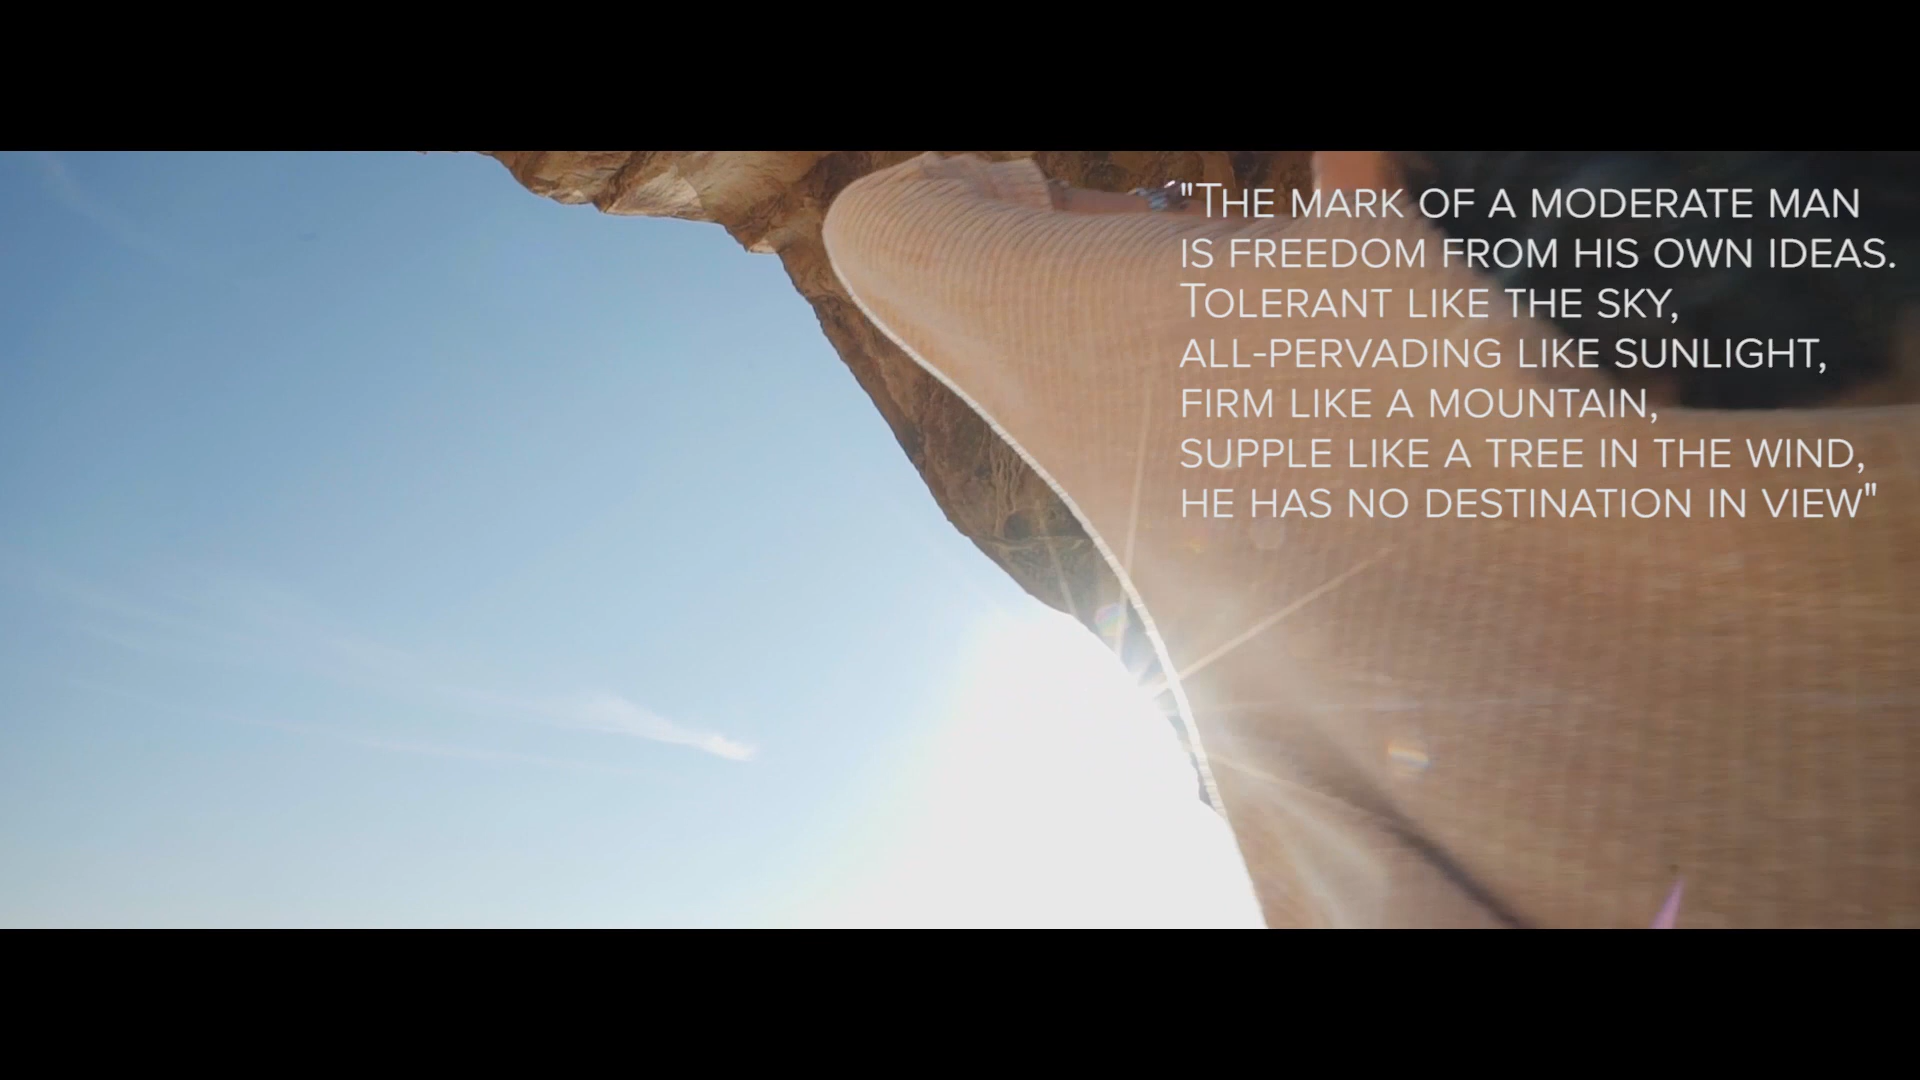 "The mark of a moderate man
is freedom from his own ideas.
Tolerant like the sky,
all-pervading like sunlight,
firm like a mountain,
supple like a tree in the wind,
he has no destination in view"